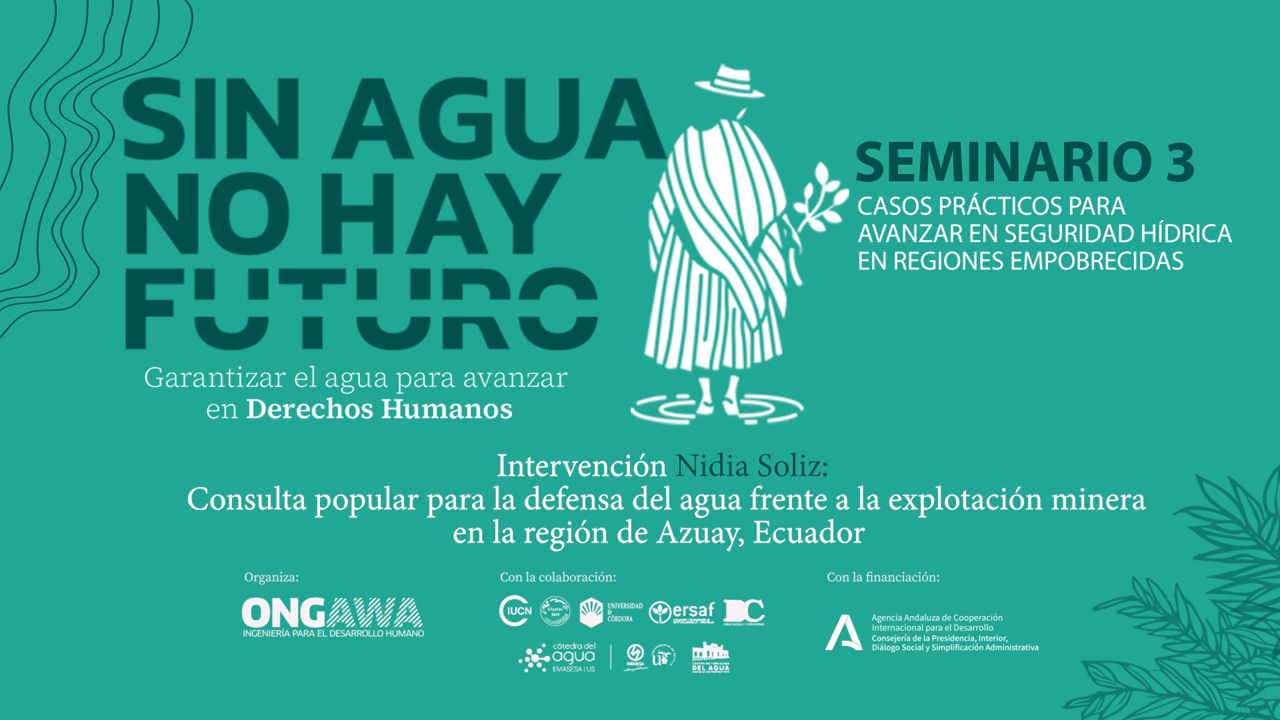 SIN AGUA
NO HAY
FUTURO
Garantizar el agua para avanzar
en Derechos Humanos
SEMINARIO 3
CASOS PRÁCTICOS PARA
AVANZAR EN SEGURIDAD HÍDRICA
EN REGIONES EMPOBRECIDAS
Intervención Nidia Soliz:
Consulta popular para la defensa del agua frente a la explotación minera
en la región de Azuay, Ecuador
Organiza:
ONGAWA
INGENIERÍA PARA EL DESARROLLO HUMANO
Con la colaboración:
IUCN
UNIVERSIDAD
D
CÓRDOBA
ersaf
cátedra del
agua
EMASESA | US
EMASESA
DEL AGUA
Con la financiación:
Agencia Andaluza de Cooperación
Internacional para el Desarrollo
Consejería de la Presidencia, Interior,
Diálogo Social y Simplificación Administrativa